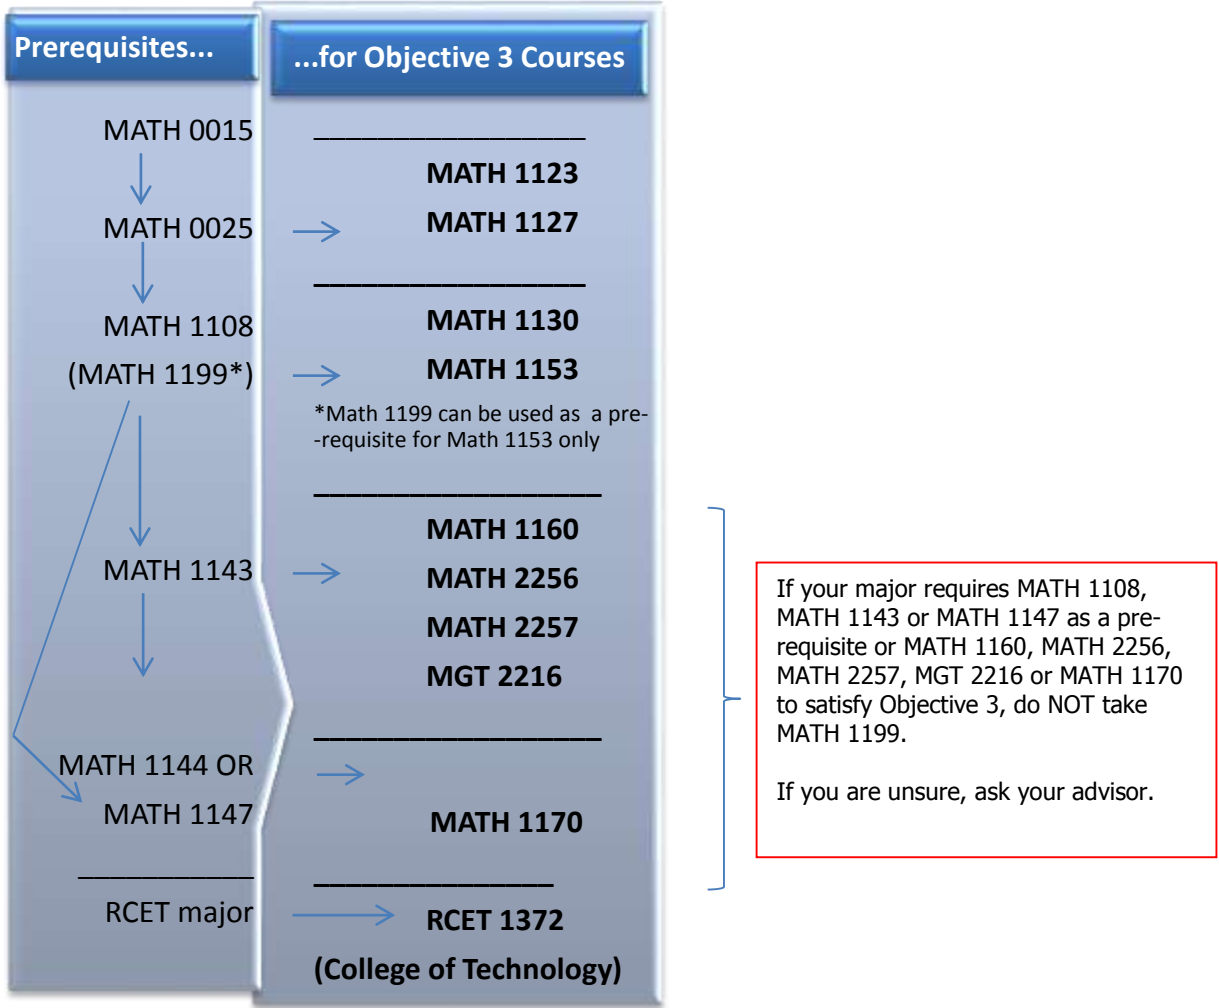 Prerequisites...
...for Objective 3 Courses
MATH 0015
MATH 1123
MATH 0025
MATH 1127
MATH 1108
MATH 1130
(MATH 1199*)
MATH 1153
*Math 1199 can be used as a pre-
-requisite for Math 1153 only
MATH 1160
MATH 1143
MATH 2256
MATH 2257
MGT 2216
MATH 1144 OR
MATH 1147
MATH 1170
RCET major
RCET 1372
(College of Technology)
If your major requires MATH 1108,
MATH 1143 or MATH 1147 as a pre-
requisite or MATH 1160, MATH 2256,
MATH 2257, MGT 2216 or MATH 1170
to satisfy Objective 3, do NOT take
MATH 1199.
If you are unsure, ask your advisor.